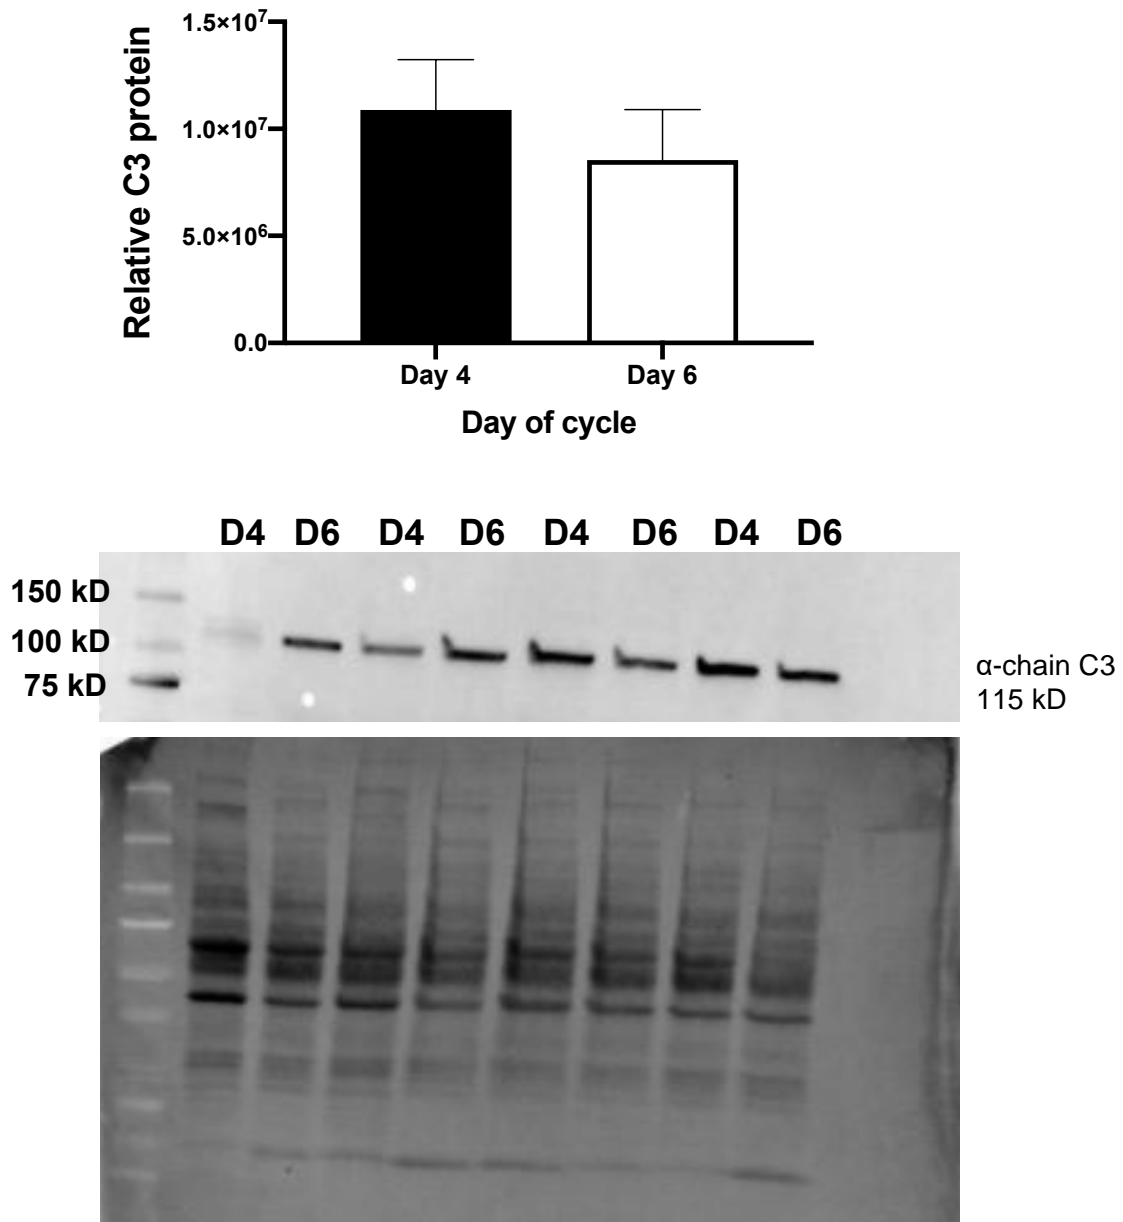 Relative C3 protein
1.5×10⁷
1.0×10⁷
5.0×10⁶
0.0
Day 4 Day 6
Day of cycle
D4 D6 D4 D6 D4 D6 D4 D6
150 kD
100 kD
75 kD
α-chain C3
115 kD